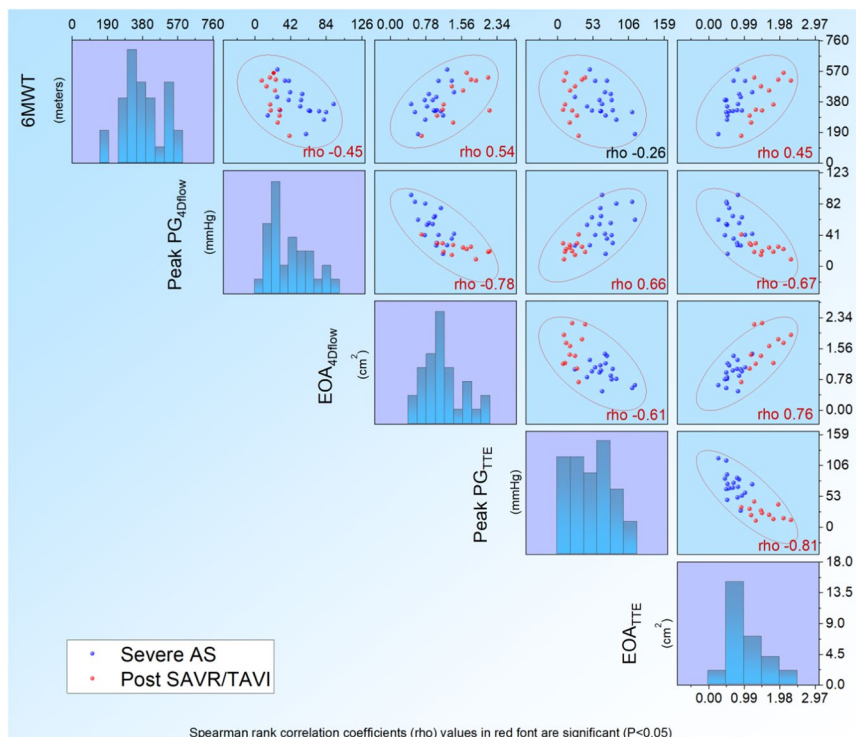 0 190 380 570 760 0 42 84 126 0.00 0.78 1.56 2.34 0 53 106 159 0.00 0.99 1.98 2.97
6MWT (meters)
rho -0.45 rho 0.54 rho -0.26 rho 0.45
760
570
380
190
0
Peak PG4Dflow (mmHg)
rho -0.78 rho 0.66 rho -0.67
123
82
41
0
EOA4Dflow (cm2)
rho -0.61 rho 0.76
2.34
1.56
0.78
0.00
Peak PGTTE (mmHg)
rho -0.81
159
106
53
0
EOATTE (cm2)
18.0
13.5
9.0
4.5
0.0
0.00 0.99 1.98 2.97
Severe AS
Post SAVR/TAVI
Spearman rank correlation coefficients (rho) values in red font are significant (P<0.05)